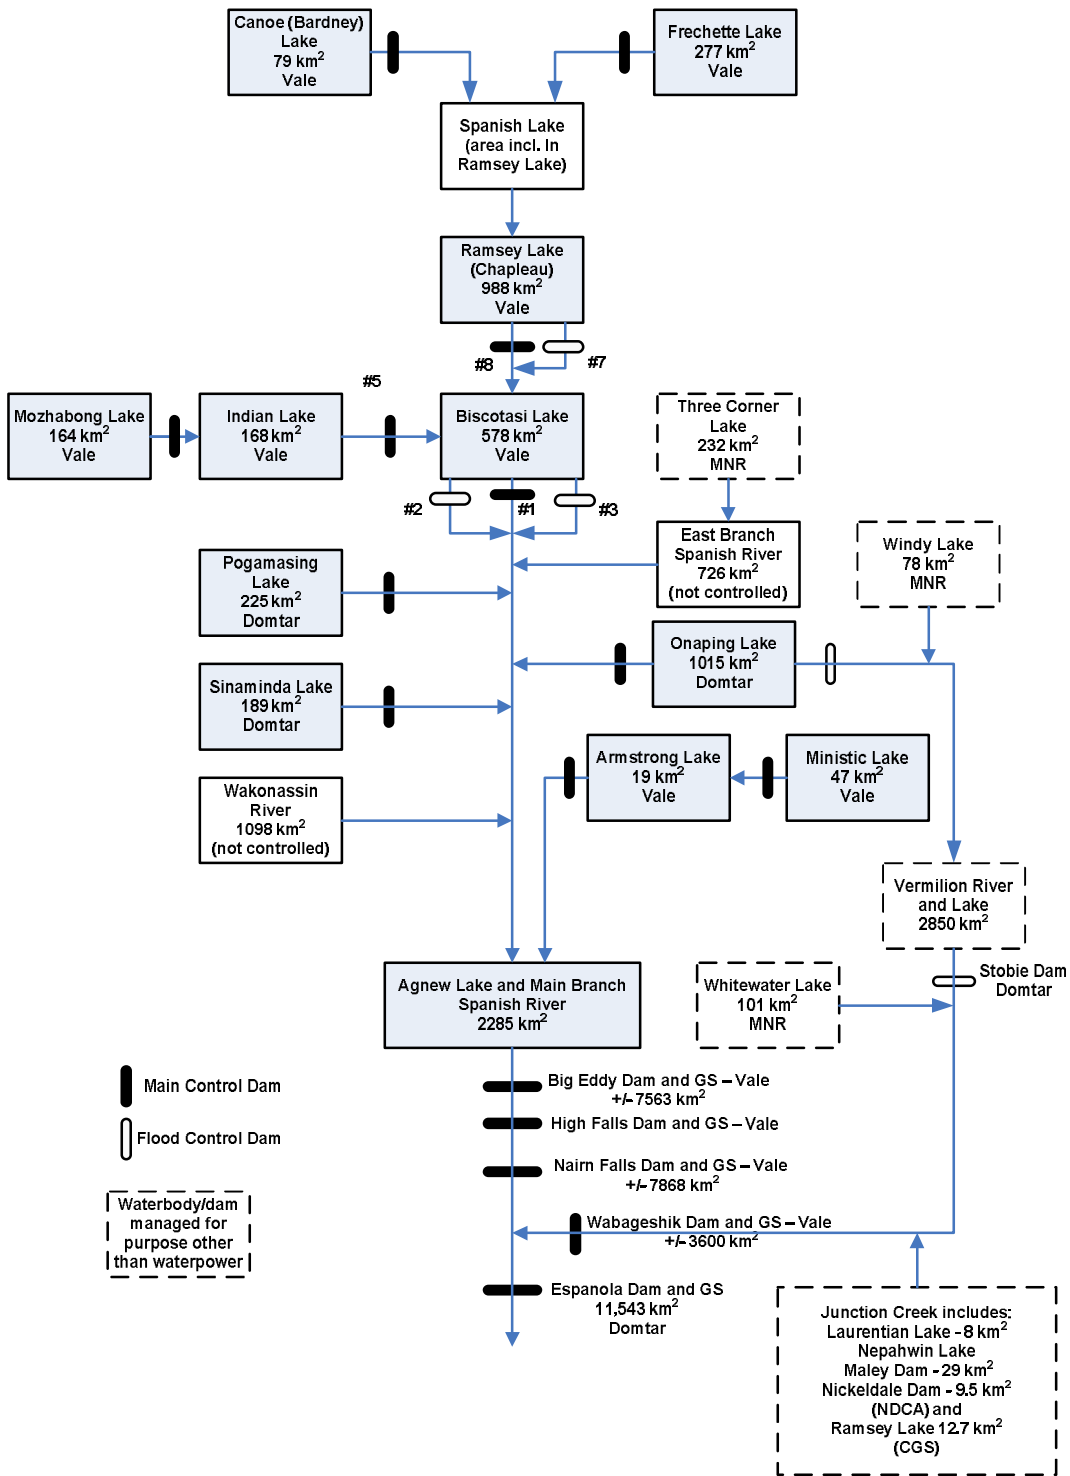 Canoe (Bardney)
Lake
79 km²
Vale
Frechette Lake
277 km²
Vale
Spanish Lake
(area incl. In
Ramsey Lake)
Ramsey Lake
(Chapleau)
988 km²
Vale
#8
#7
#5
Mozhabong Lake
164 km²
Vale
Indian Lake
168 km²
Vale
Biscotasi Lake
578 km²
Vale
Three Corner
Lake
232 km²
MNR
#2
#1
#3
East Branch
Spanish River
726 km²
(not controlled)
Windy Lake
78 km²
MNR
Pogamasing
Lake
225 km²
Domtar
Onaping Lake
1015 km²
Domtar
Sinaminda Lake
189 km²
Domtar
Armstrong Lake
19 km²
Vale
Ministic Lake
47 km²
Vale
Wakonassin
River
1098 km²
(not controlled)
Vermilion River
and Lake
2850 km²
Agnew Lake and Main Branch
Spanish River
2285 km²
Whitewater Lake
101 km²
MNR
Stobie Dam
Domtar
Main Control Dam
Flood Control Dam
Waterbody/dam
managed for
purpose other
than waterpower
Big Eddy Dam and GS – Vale
+/- 7563 km²
High Falls Dam and GS – Vale
Nairn Falls Dam and GS – Vale
+/- 7868 km²
Wabageshik Dam and GS – Vale
+/- 3600 km²
Espanola Dam and GS
11,543 km²
Domtar
Junction Creek includes:
Laurentian Lake - 8 km²
Nepahwin Lake
Maley Dam - 29 km²
Nickeldale Dam - 9.5 km²
(NDCA) and
Ramsey Lake 12.7 km²
(CGS)